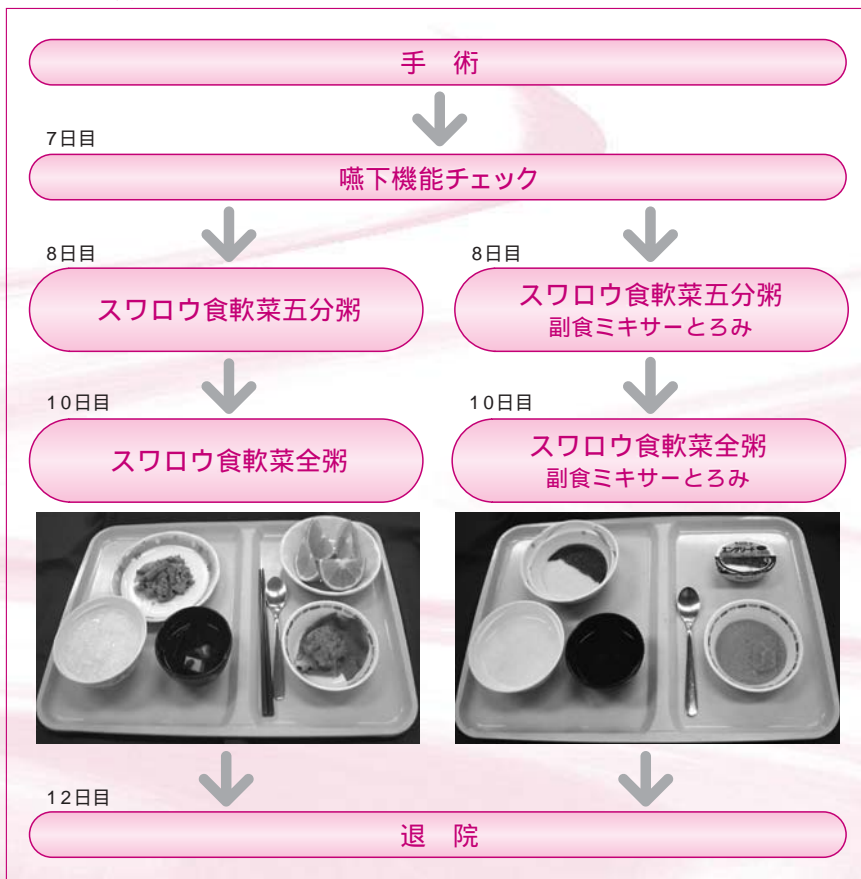 手 術
7日目
嚥下機能チェック
8日目
8日目
スワロウ食軟菜五分粥
スワロウ食軟菜五分粥
副食ミキサーとろみ
10日目
10日目
スワロウ食軟菜全粥
スワロウ食軟菜全粥
副食ミキサーとろみ
12日目
退 院